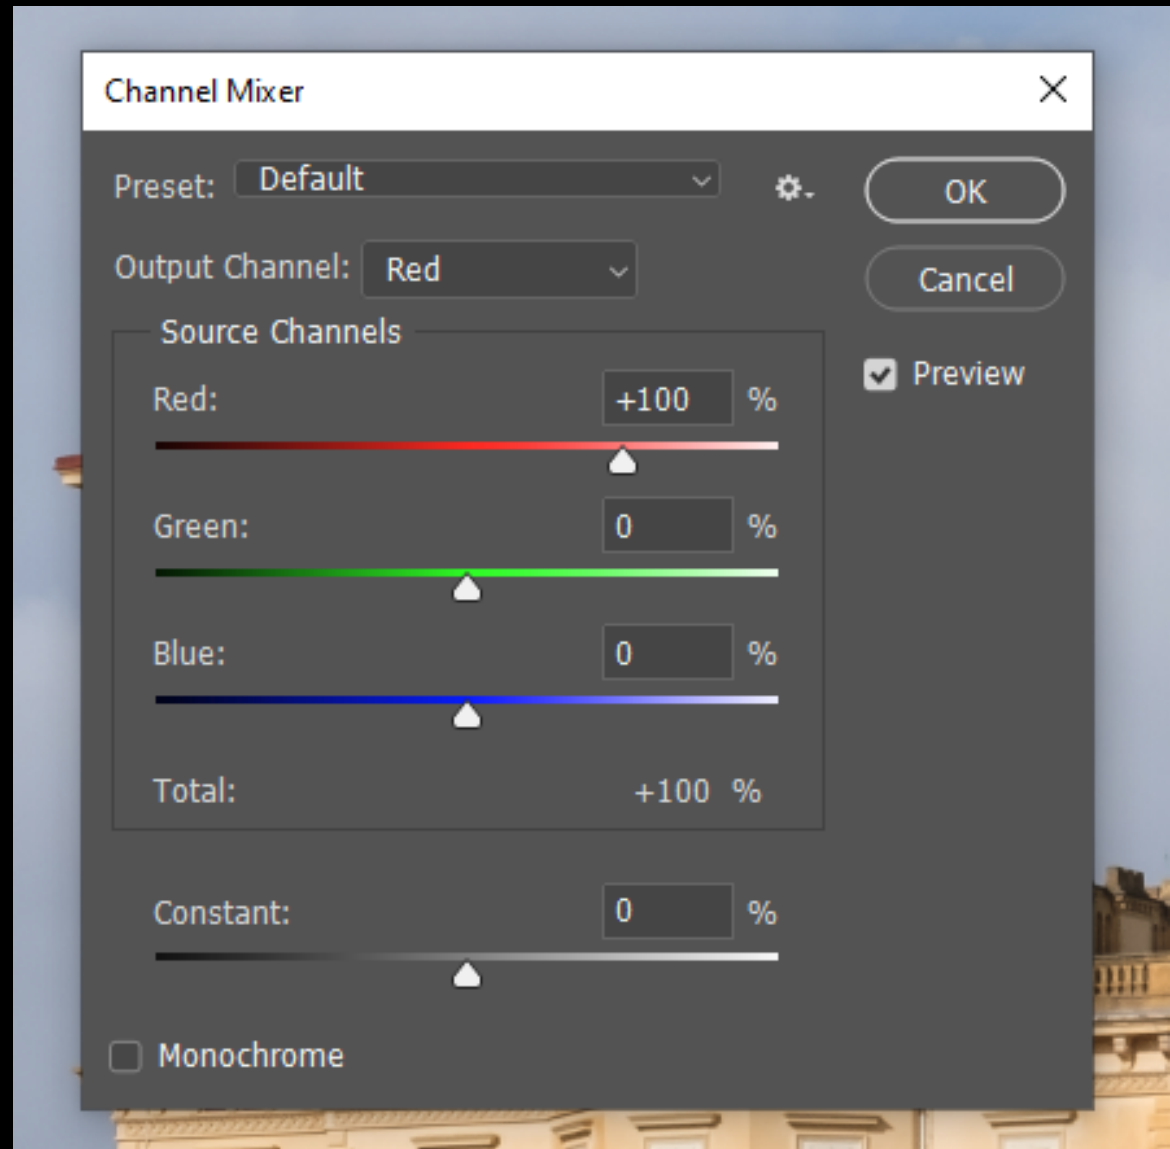 Channel Mixer
Preset: Default
OK
Output Channel: Red
Cancel
Source Channels
Preview
Red: +100 %
Green: 0 %
Blue: 0 %
Total: +100 %
Constant: 0 %
Monochrome